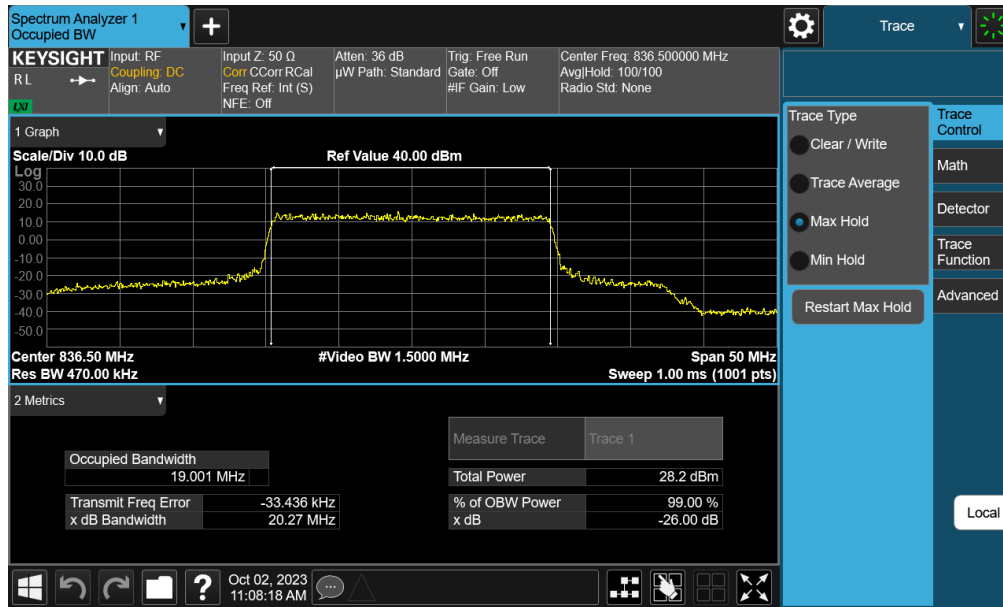 Spectrum Analyzer 1
Occupied BW
Trace
KEYSIGHT
R L
LXI
Input: RF
Coupling: DC
Align: Auto
Input Z: 50 Ω
Corr CCorr RCal
Freq Ref: Int (S)
NFE: Off
Atten: 36 dB
µW Path: Standard
Trig: Free Run
Gate: Off
#IF Gain: Low
Center Freq: 836.500000 MHz
Avg|Hold: 100/100
Radio Std: None
1 Graph
Scale/Div 10.0 dB
Ref Value 40.00 dBm
Log
30.0
20.0
10.0
0.00
-10.0
-20.0
-30.0
-40.0
-50.0
Center 836.50 MHz
#Video BW 1.5000 MHz
Span 50 MHz
Res BW 470.00 kHz
Sweep 1.00 ms (1001 pts)
2 Metrics
Measure Trace
Trace 1
Occupied Bandwidth
19.001 MHz
Total Power
28.2 dBm
Transmit Freq Error
-33.436 kHz
% of OBW Power
99.00 %
x dB Bandwidth
20.27 MHz
x dB
-26.00 dB
Trace Type
Clear / Write
Trace Average
Max Hold
Min Hold
Restart Max Hold
Trace
Control
Math
Detector
Trace
Function
Advanced
Local
?
Oct 02, 2023
11:08:18 AM